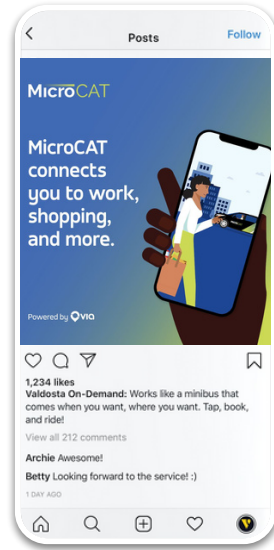 Posts
Follow
MicroCAT
MicroCAT
connects
you to work,
shopping,
and more.
Powered by via
1,234 likes
Valdosta On-Demand: Works like a minibus that
comes when you want, where you want. Tap, book,
and ride!
View all 212 comments
Archie Awesome!
Betty Looking forward to the service! :)
1 DAY AGO